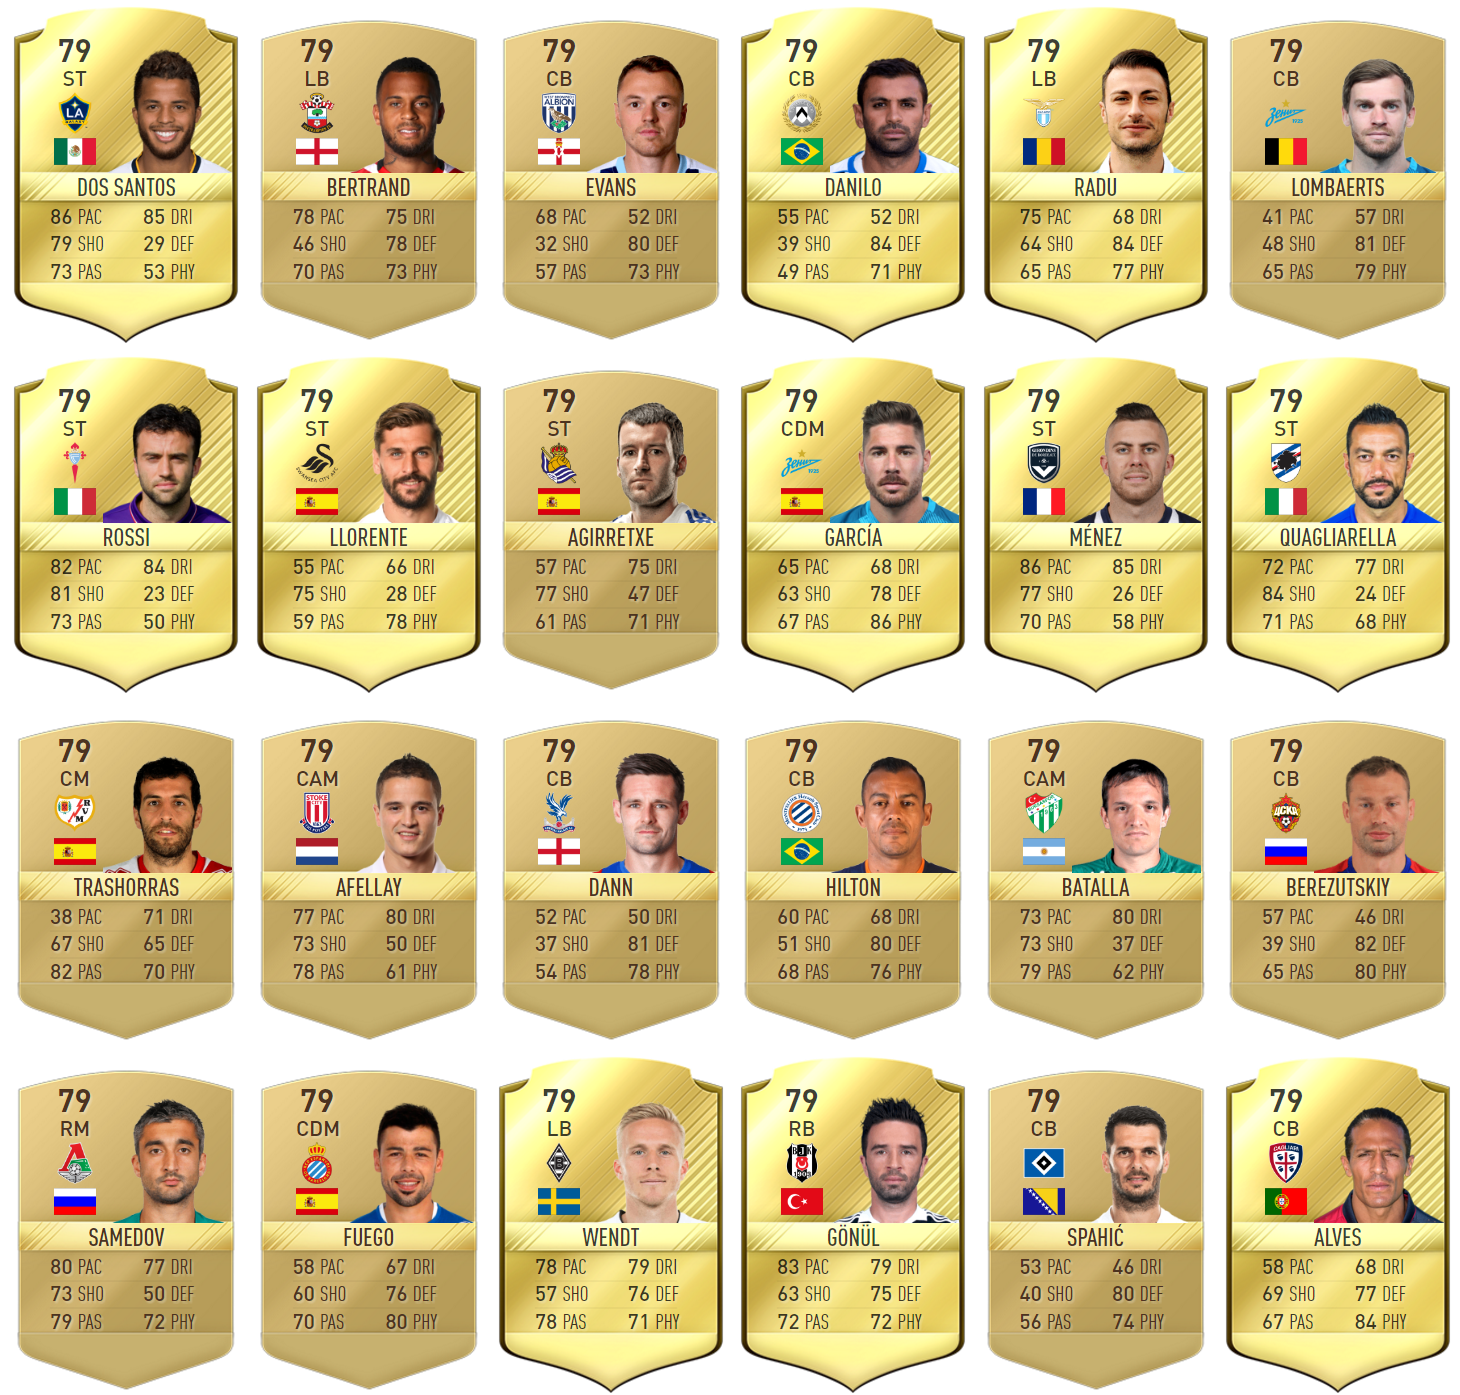 79
ST
LA
DOS SANTOS
86 PAC 85 DRI
79 SHO 29 DEF
73 PAS 53 PHY
79
LB
BERTRAND
78 PAC 75 DRI
46 SHO 78 DEF
70 PAS 73 PHY
79
CB
ALBION
EVANS
68 PAC 52 DRI
32 SHO 80 DEF
57 PAS 73 PHY
79
CB
DANILO
55 PAC 52 DRI
39 SHO 84 DEF
49 PAS 71 PHY
79
LB
RADU
75 PAC 68 DRI
64 SHO 84 DEF
65 PAS 77 PHY
79
CB
LOMBAERTS
41 PAC 57 DRI
48 SHO 81 DEF
65 PAS 79 PHY
79
ST
ROSSI
82 PAC 84 DRI
81 SHO 23 DEF
73 PAS 50 PHY
79
ST
LLORENTE
55 PAC 66 DRI
75 SHO 28 DEF
59 PAS 78 PHY
79
ST
AGIRRETXE
57 PAC 75 DRI
77 SHO 47 DEF
61 PAS 71 PHY
79
CDM
GARCÍA
65 PAC 68 DRI
63 SHO 78 DEF
67 PAS 86 PHY
79
ST
MÉNEZ
86 PAC 85 DRI
77 SHO 26 DEF
70 PAS 58 PHY
79
ST
QUAGLIARELLA
72 PAC 77 DRI
84 SHO 24 DEF
71 PAS 68 PHY
79
CM
TRASHORRAS
38 PAC 71 DRI
67 SHO 65 DEF
82 PAS 70 PHY
79
CAM
STOKE
CITY
AFELLAY
77 PAC 80 DRI
73 SHO 50 DEF
78 PAS 61 PHY
79
CB
DANN
52 PAC 50 DRI
37 SHO 81 DEF
54 PAS 78 PHY
79
CB
HILTON
60 PAC 68 DRI
51 SHO 80 DEF
68 PAS 76 PHY
79
CAM
BATALLA
73 PAC 80 DRI
73 SHO 37 DEF
79 PAS 62 PHY
79
CB
ЦСКА
BEREZUTSKIY
57 PAC 46 DRI
39 SHO 82 DEF
65 PAS 80 PHY
79
RM
SAMEDOV
80 PAC 77 DRI
73 SHO 50 DEF
79 PAS 72 PHY
79
CDM
FUEGO
58 PAC 67 DRI
60 SHO 76 DEF
70 PAS 80 PHY
79
LB
WENDT
78 PAC 79 DRI
57 SHO 76 DEF
78 PAS 71 PHY
79
RB
BJK
1903
GÖNÜL
83 PAC 79 DRI
63 SHO 75 DEF
72 PAS 72 PHY
79
CB
SPAHIĆ
53 PAC 46 DRI
40 SHO 80 DEF
56 PAS 74 PHY
79
CB
CAGLIARI
ALVES
58 PAC 68 DRI
69 SHO 77 DEF
67 PAS 84 PHY